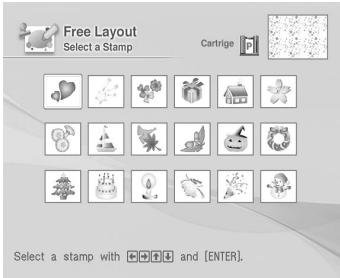 Free Layout
Select a Stamp
Cartrige P
Select a stamp with ←→↑↓ and [ENTER].